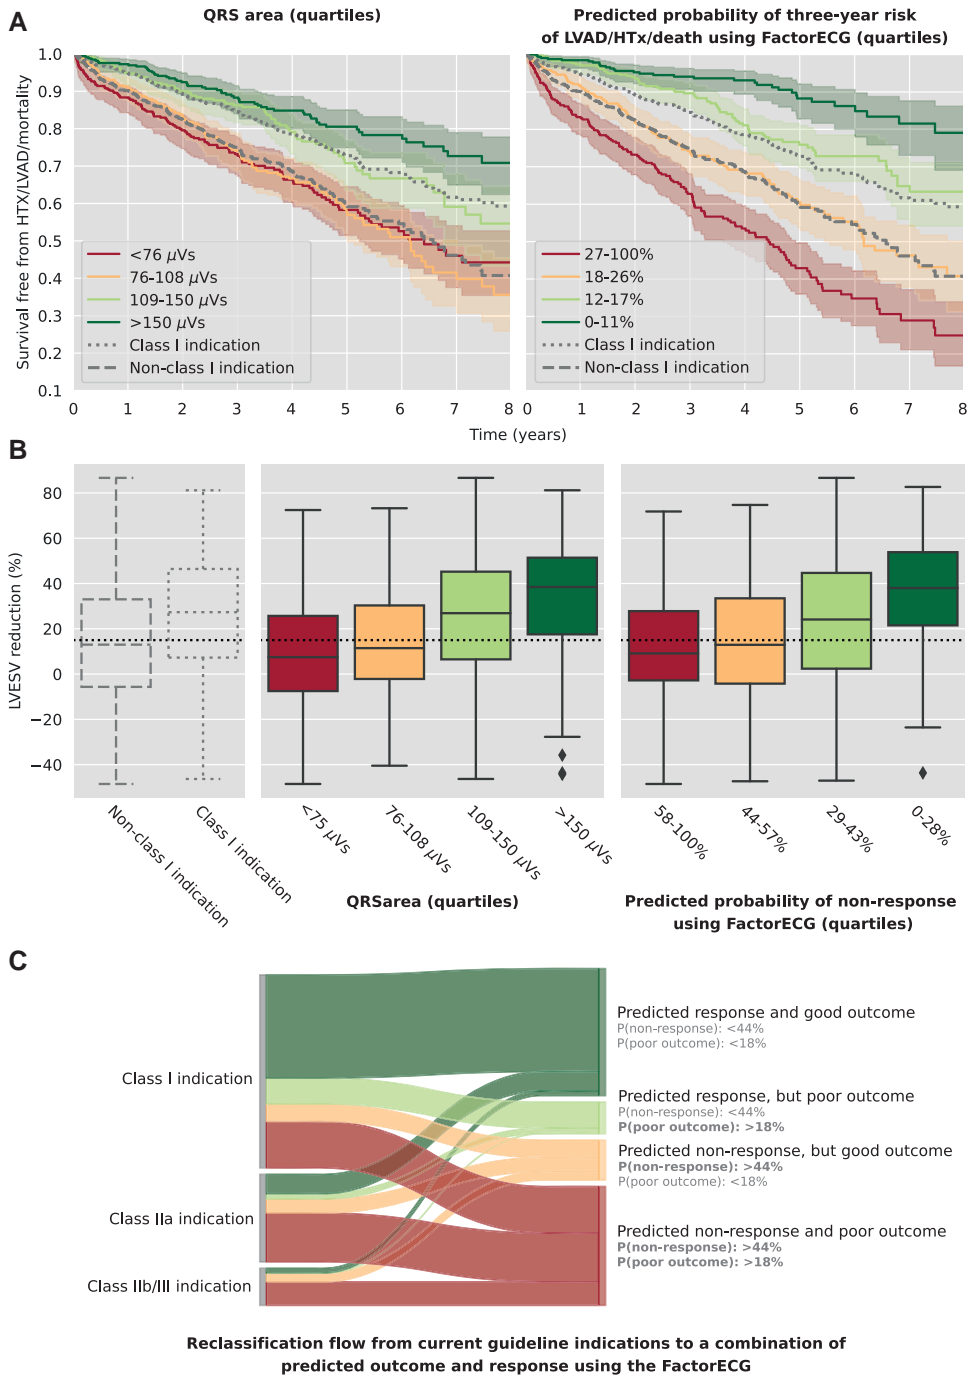 A
QRS area (quartiles)
Predicted probability of three-year risk
of LVAD/HTx/death using FactorECG (quartiles)
Survival free from HTX/LVAD/mortality
1.0
0.9
0.8
0.7
0.6
0.5
0.4
0.3
0.2
0.1
<76 μVs
76-108 μVs
109-150 μVs
>150 μVs
Class I indication
Non-class I indication
27-100%
18-26%
12-17%
0-11%
Class I indication
Non-class I indication
0 1 2 3 4 5 6 7 8
0 1 2 3 4 5 6 7 8
Time (years)
B
LVESV reduction (%)
80
60
40
20
0
−20
−40
Non-class I indication
Class I indication
<75 μVs
76-108 μVs
109-150 μVs
>150 μVs
58-100%
44-57%
29-43%
0-28%
QRSarea (quartiles)
Predicted probability of non-response
using FactorECG (quartiles)
C
Class I indication
Class IIa indication
Class IIb/III indication
Predicted response and good outcome
P(non-response): <44%
P(poor outcome): <18%
Predicted response, but poor outcome
P(non-response): <44%
P(poor outcome): >18%
Predicted non-response, but good outcome
P(non-response): >44%
P(poor outcome): <18%
Predicted non-response and poor outcome
P(non-response): >44%
P(poor outcome): >18%
Reclassification flow from current guideline indications to a combination of
predicted outcome and response using the FactorECG